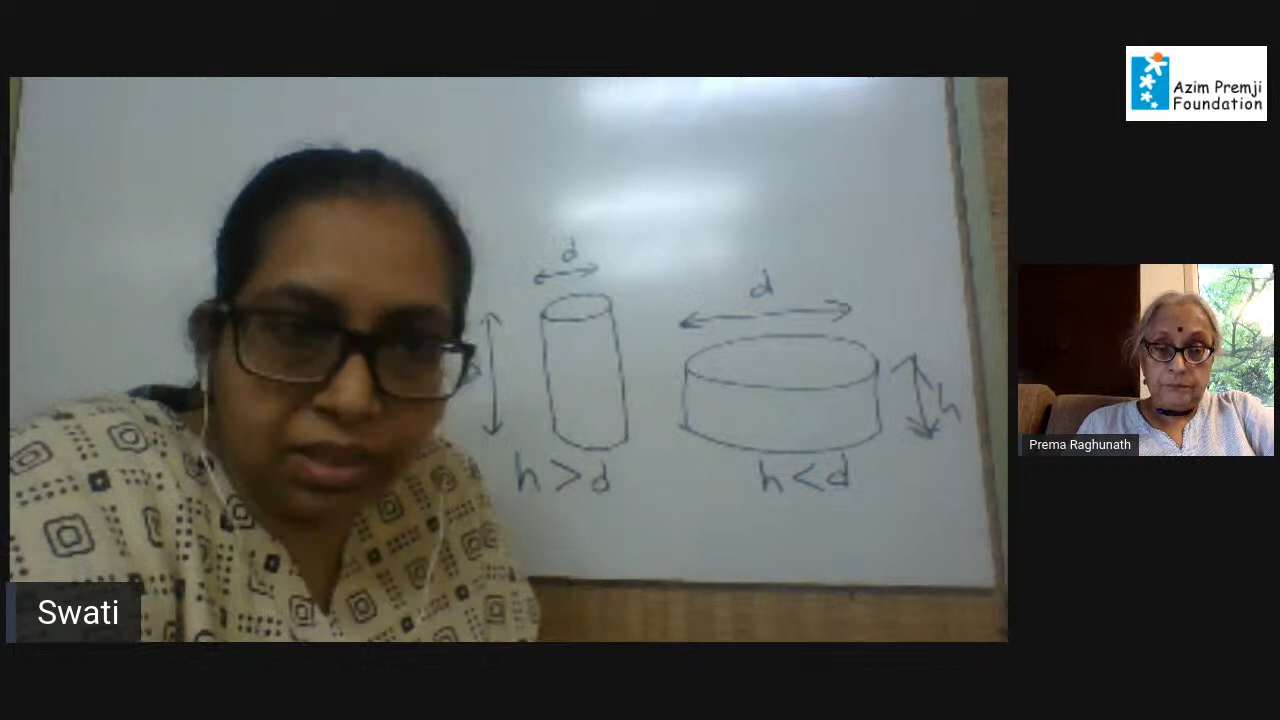 Azim Premji
Foundation
d
d
h
h > d
h < d
Prema Raghunath
Swati